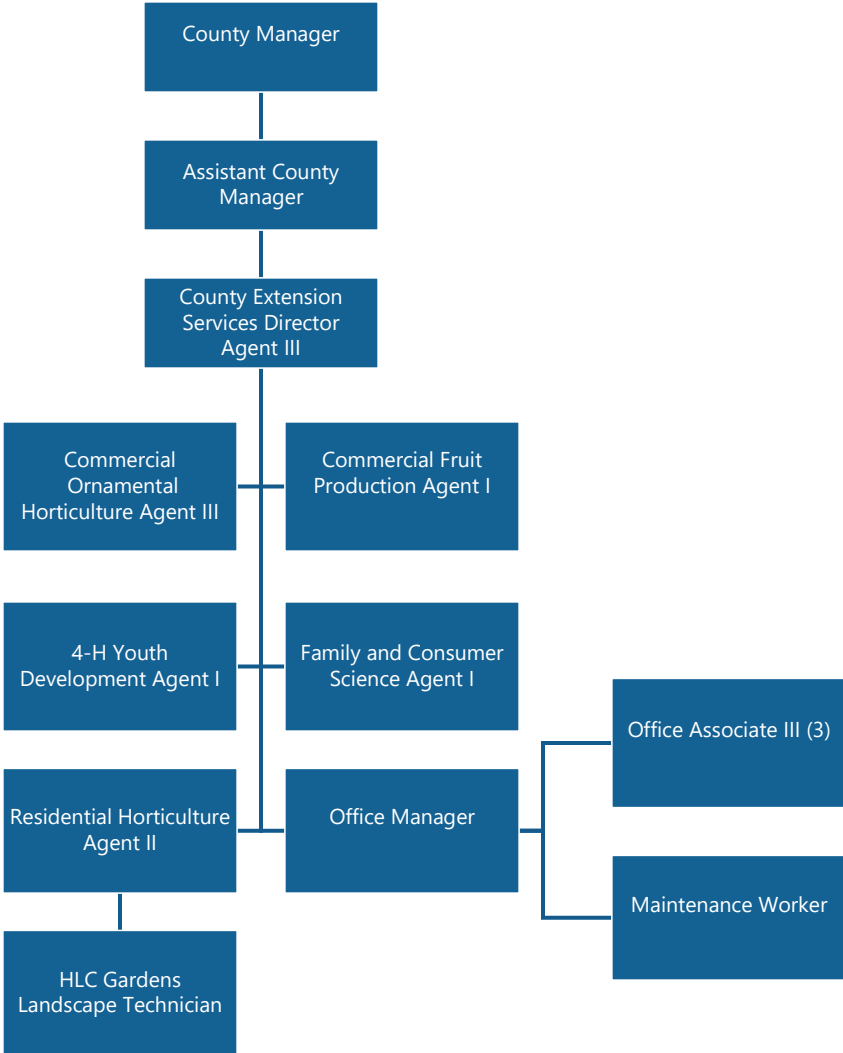 County Manager
Assistant County
Manager
County Extension
Services Director
Agent III
Commercial
Ornamental
Horticulture Agent III
Commercial Fruit
Production Agent I
4-H Youth
Development Agent I
Family and Consumer
Science Agent I
Office Associate III (3)
Residential Horticulture
Agent II
Office Manager
Maintenance Worker
HLC Gardens
Landscape Technician